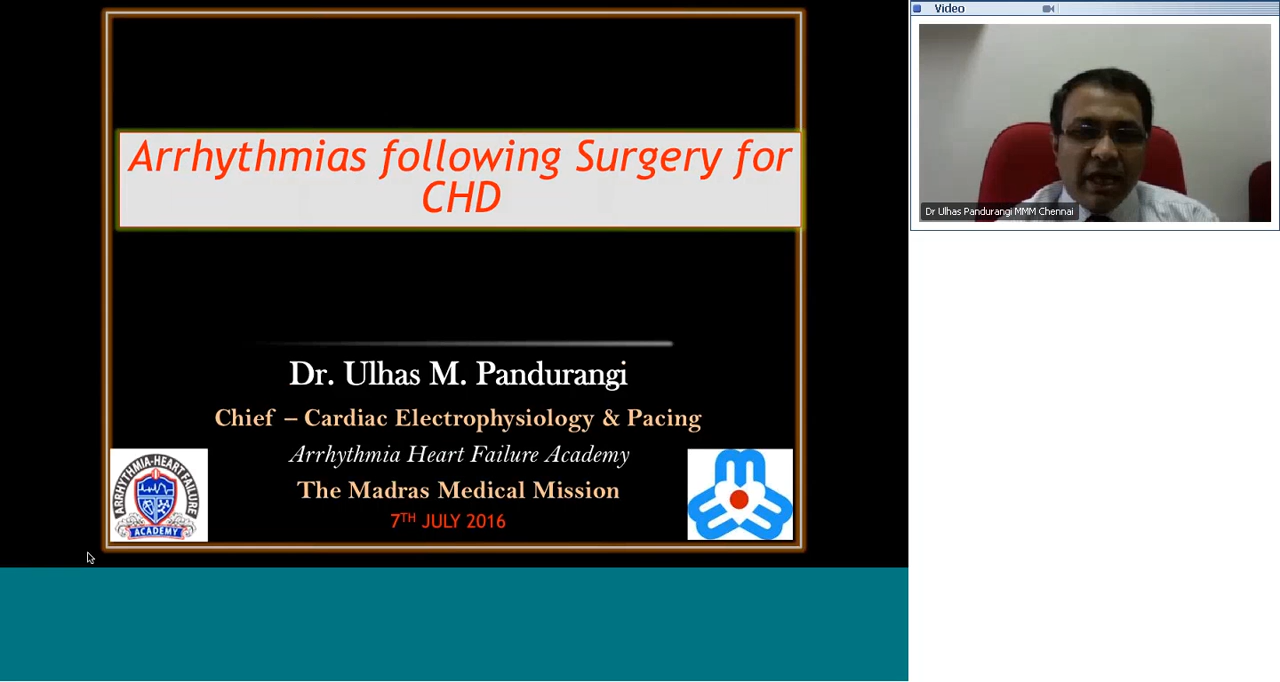 Video
Arrhythmias following Surgery for
CHD
Dr Ulhas Pandurangi MMM Chennai
Dr. Ulhas M. Pandurangi
Chief – Cardiac Electrophysiology & Pacing
Arrhythmia Heart Failure Academy
The Madras Medical Mission
7TH JULY 2016
ARRHYTHMIA-HEART FAILURE
ACADEMY